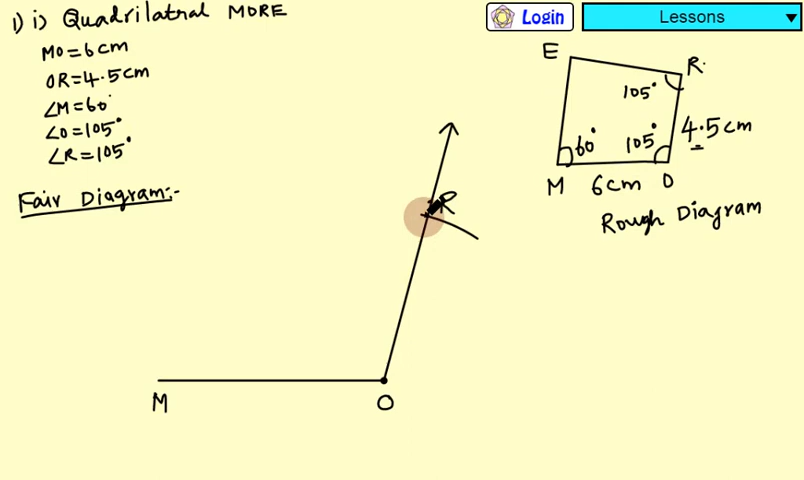 1) i) Quadrilatral MORE
MO=6cm
OR=4.5cm
∠M=60°
∠O=105°
∠R=105°
Fair Diagram:-
Login
Lessons
E
R
105°
60°
105°
4.5cm
M
6cm
O
Rough Diagram
R
M
O